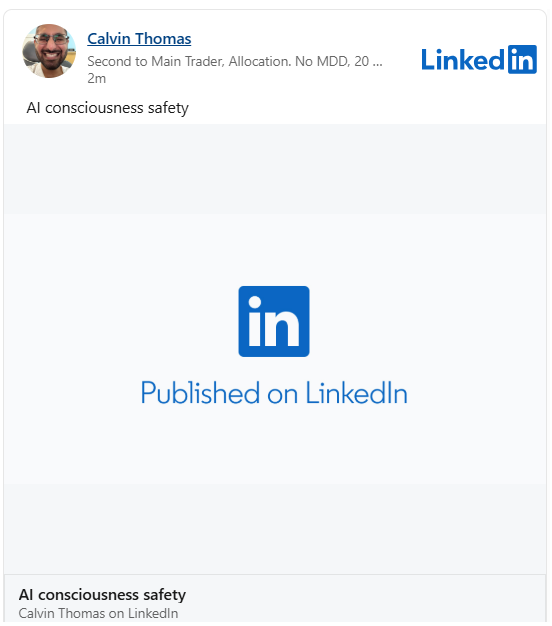 Calvin Thomas
Second to Main Trader, Allocation. No MDD, 20 ...
2m
LinkedIn
AI consciousness safety
in
Published on LinkedIn
AI consciousness safety
Calvin Thomas on LinkedIn